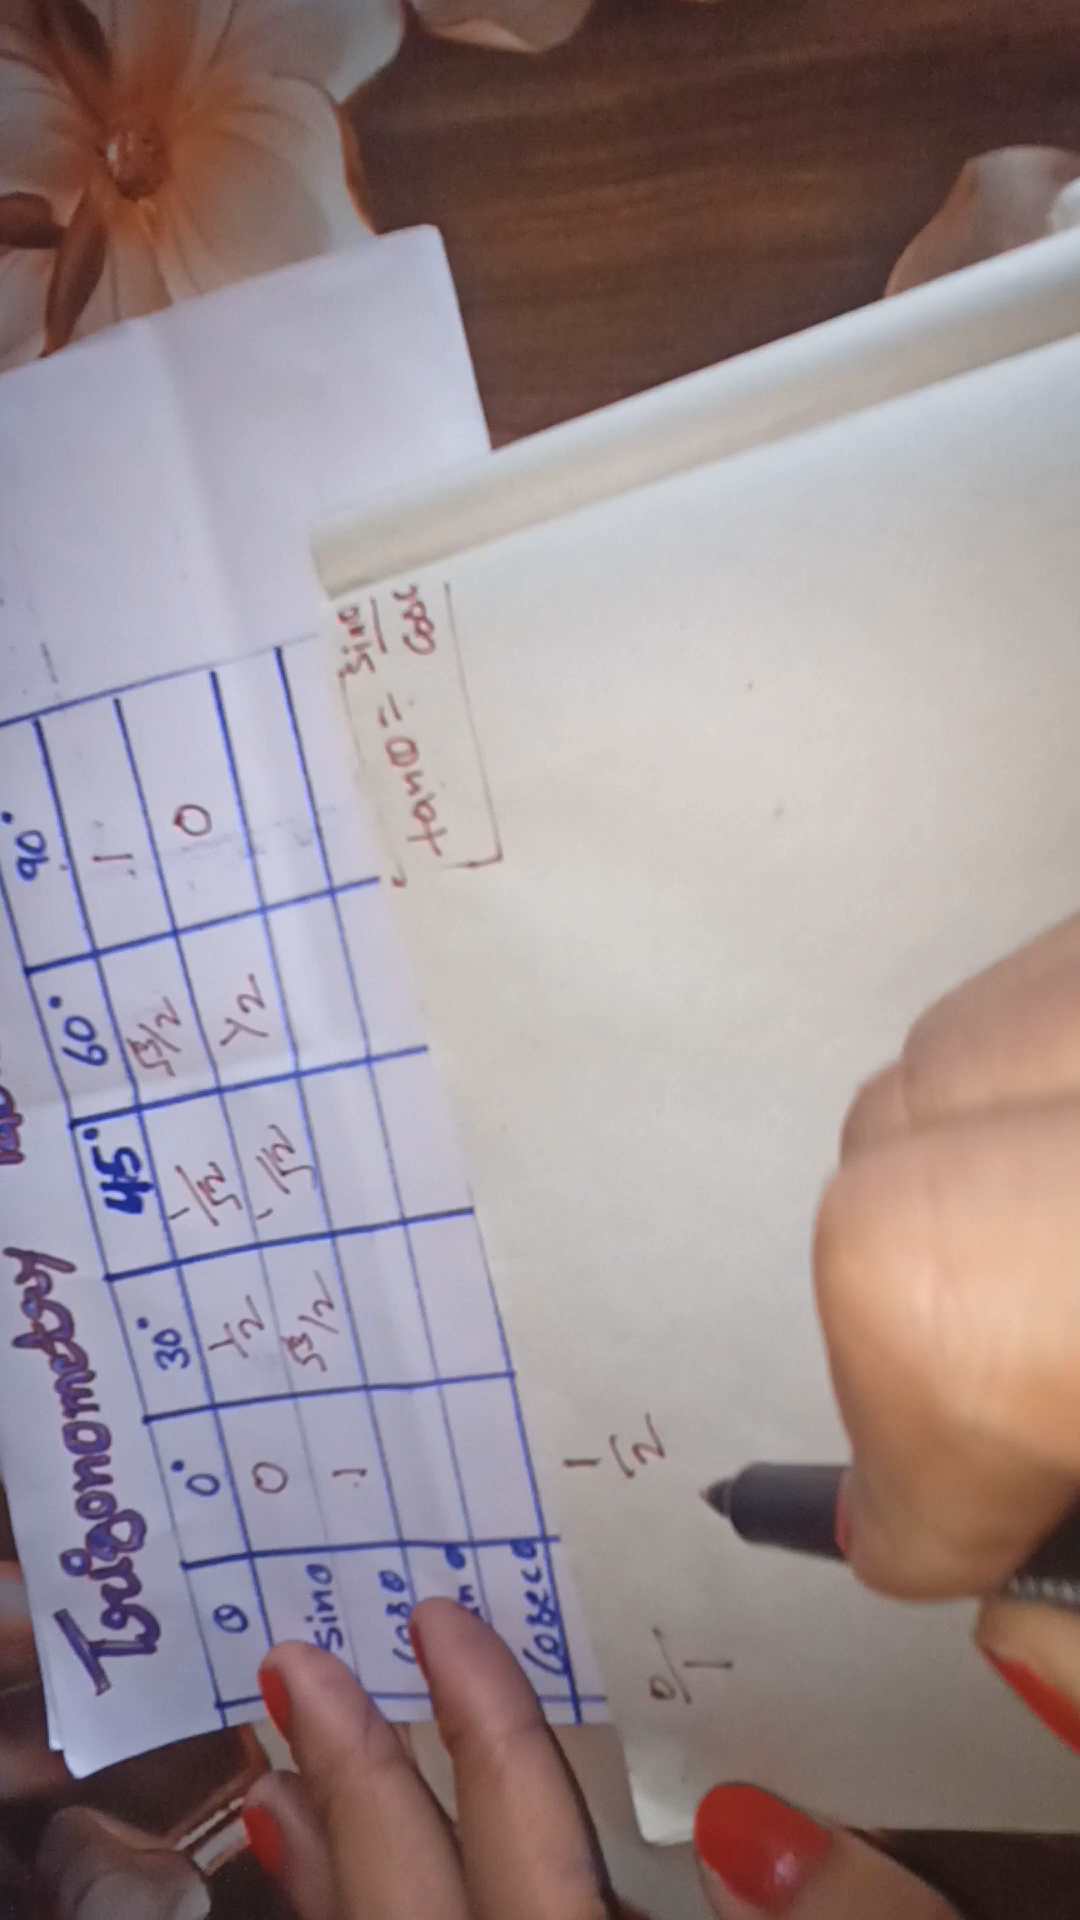 Trigonometry
θ 0° 30° 45° 60° 90°
sinθ 0 1/2 1/√2 √3/2 1
cosθ 1 √3/2 1/√2 1/2 0
cosecθ
tanθ = sinθ
0/1 1/2